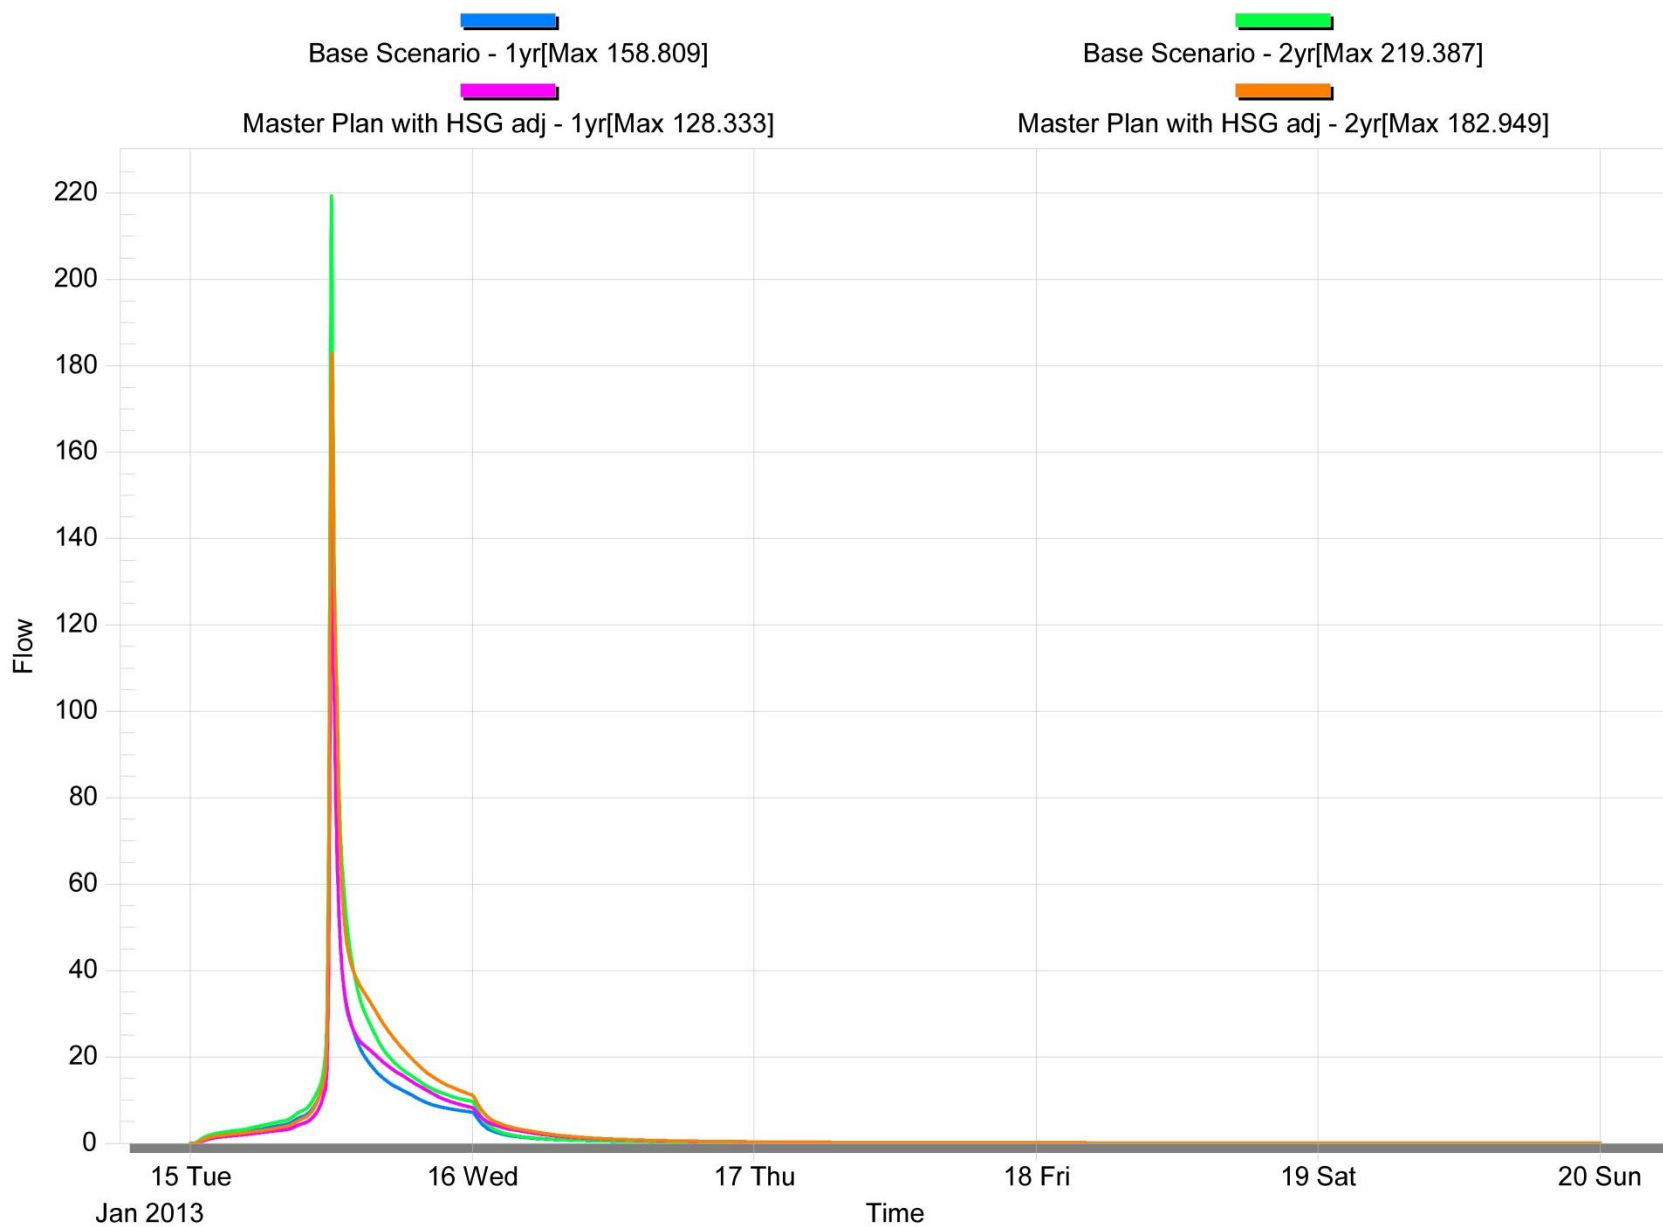 Base Scenario - 1yr[Max 158.809]
Base Scenario - 2yr[Max 219.387]
Master Plan with HSG adj - 1yr[Max 128.333]
Master Plan with HSG adj - 2yr[Max 182.949]
220
200
180
160
140
120
100
80
60
40
20
0
Flow
15 Tue
16 Wed
17 Thu
18 Fri
19 Sat
20 Sun
Jan 2013
Time